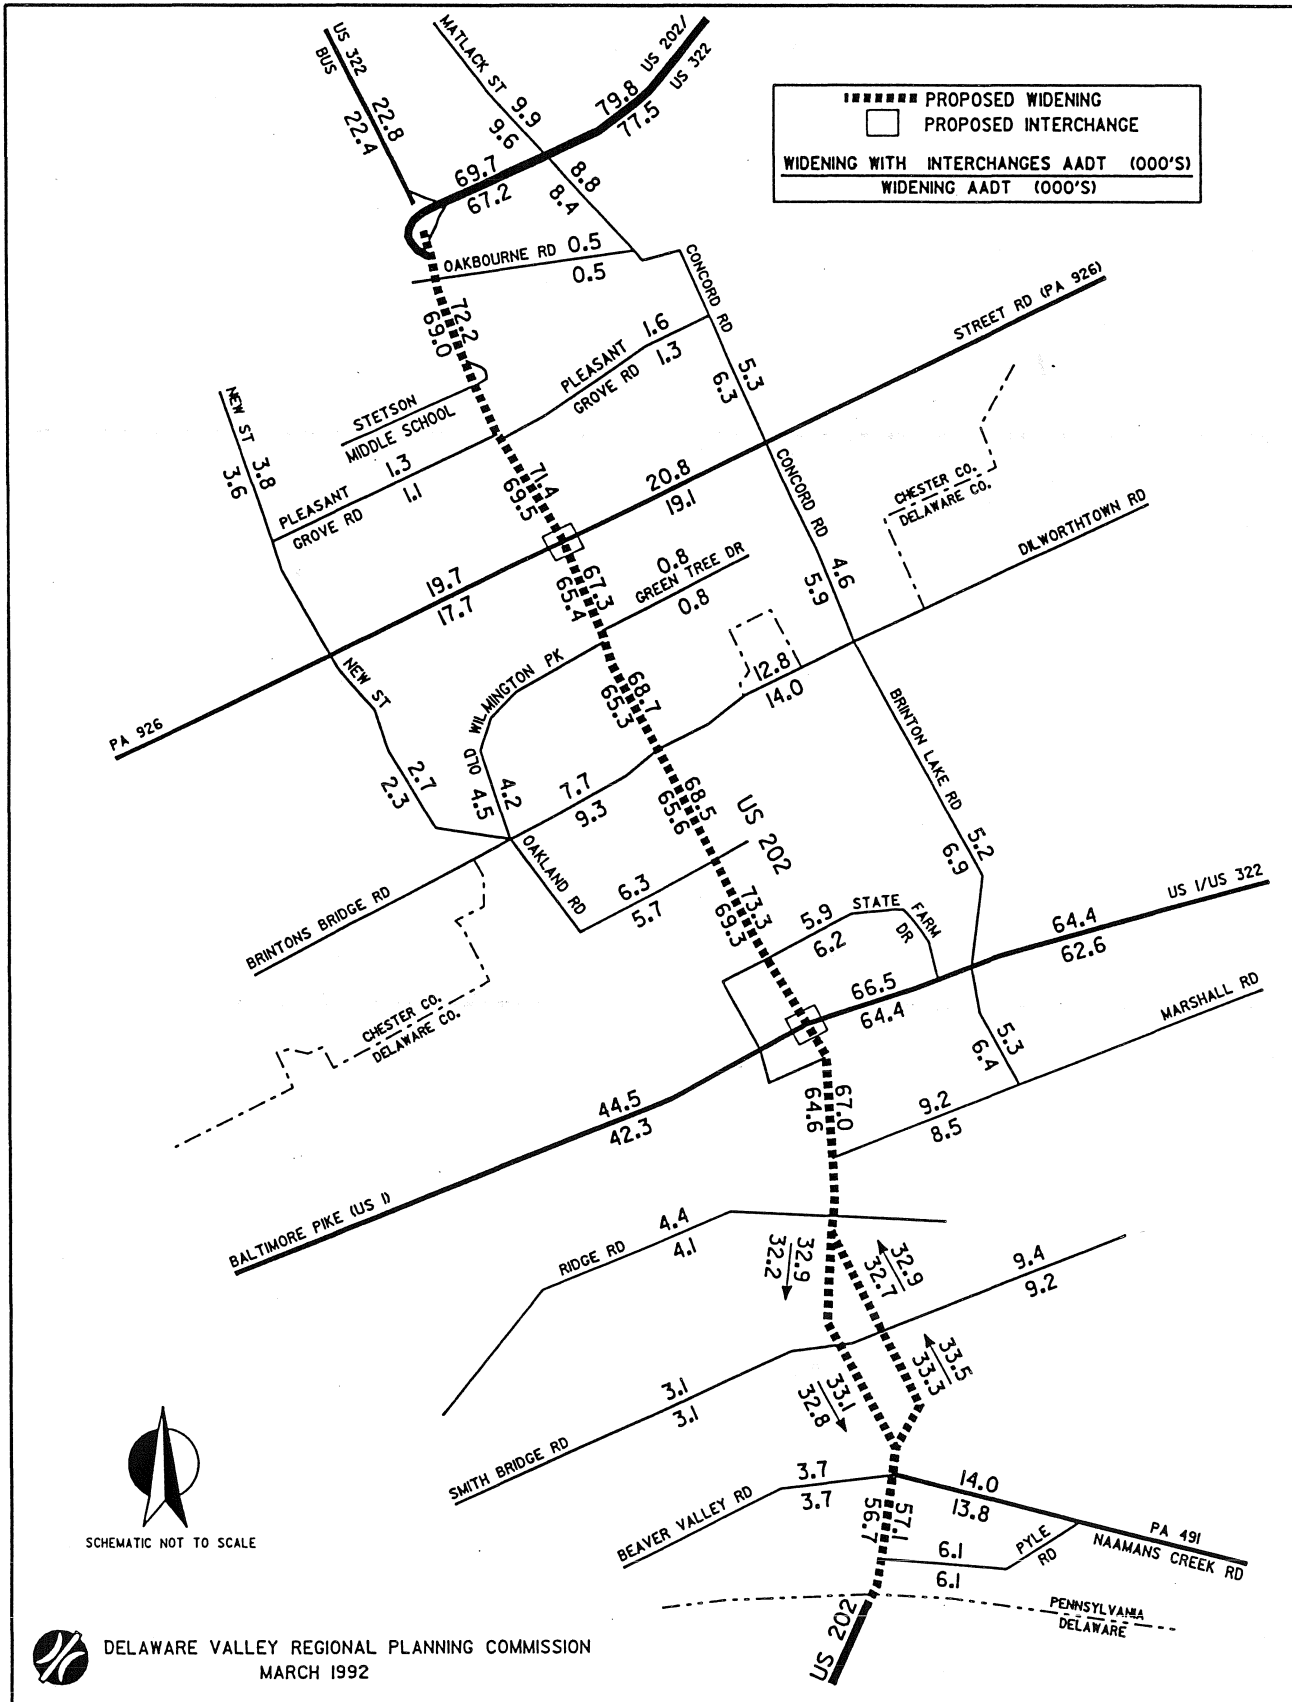 US 322
BUS
22.8
22.4
MATLACK ST
9.9
9.6
US 202/
US 322
79.8
77.5
PROPOSED WIDENING
PROPOSED INTERCHANGE
WIDENING WITH INTERCHANGES AADT (000'S)
WIDENING AADT (000'S)
69.7
67.2
8.8
8.4
OAKBOURNE RD
0.5
0.5
CONCORD RD
STREET RD (PA 926)
72.2
69.0
PLEASANT
GROVE RD
1.6
1.3
5.3
6.3
NEW ST
3.8
3.6
STETSON
MIDDLE SCHOOL
PLEASANT
GROVE RD
1.3
1.1
71.4
69.5
20.8
19.1
CONCORD RD
4.6
5.9
CHESTER CO.
DELAWARE CO.
DILWORTHTOWN RD
19.7
17.7
67.3
65.4
0.8
GREEN TREE DR
0.8
PA 926
NEW ST
2.7
2.3
OLD WILMINGTON PK
4.2
4.5
68.7
65.3
12.8
14.0
BRINTON LAKE RD
5.2
6.9
7.7
9.3
68.5
65.6
US 202
BRINTONS BRIDGE RD
OAKLAND RD
6.3
5.7
73.3
69.3
5.9
6.2
STATE FARM DR
US 1/US 322
64.4
62.6
66.5
64.4
CHESTER CO.
DELAWARE CO.
MARSHALL RD
5.3
6.4
9.2
8.5
67.0
64.6
44.5
42.3
BALTIMORE PIKE (US 1)
RIDGE RD
4.4
4.1
32.9
32.2
32.9
32.7
9.4
9.2
33.5
33.3
33.1
32.8
SMITH BRIDGE RD
3.1
3.1
BEAVER VALLEY RD
3.7
3.7
14.0
13.8
PA 491
NAAMANS CREEK RD
57.1
56.7
6.1
6.1
PYLE RD
PENNSYLVANIA
DELAWARE
US 202
SCHEMATIC NOT TO SCALE
DELAWARE VALLEY REGIONAL PLANNING COMMISSION
MARCH 1992